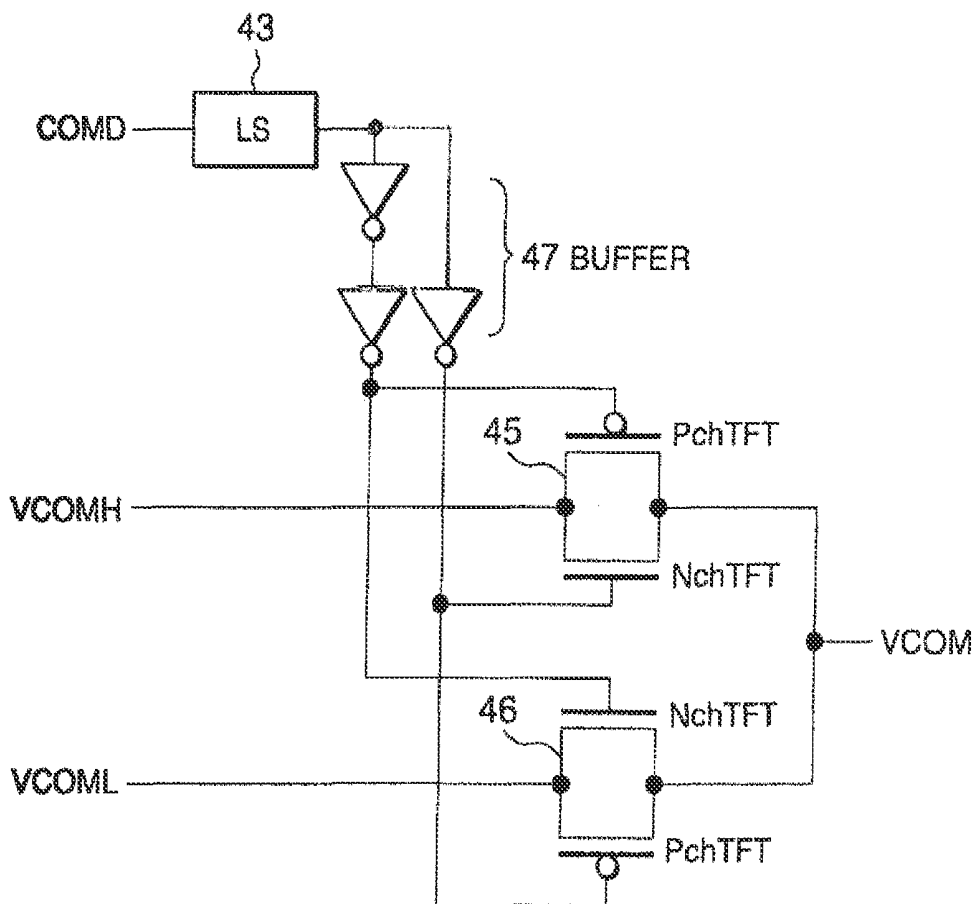 43
COMD
LS
47 BUFFER
45
PchTFT
VCOMH
NchTFT
VCOM
46
NchTFT
VCOML
PchTFT